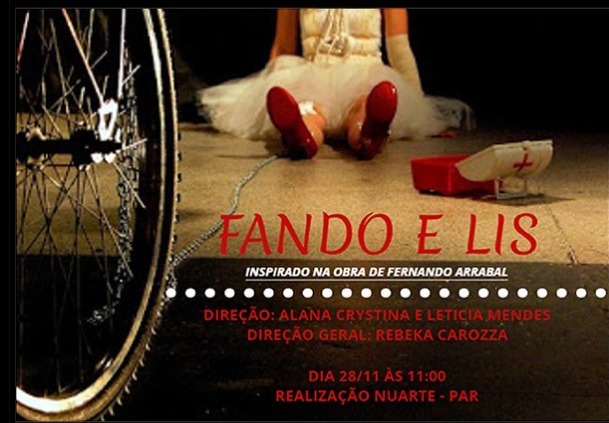 FANDO E LIS
INSPIRADO NA OBRA DE FERNANDO ARRABAL
DIREÇÃO: ALANA CRYSTINA E LETICIA MENDES
DIREÇÃO GERAL: REBEKA CAROZZA
DIA 28/11 ÀS 11:00
REALIZAÇÃO NUARTE - PAR